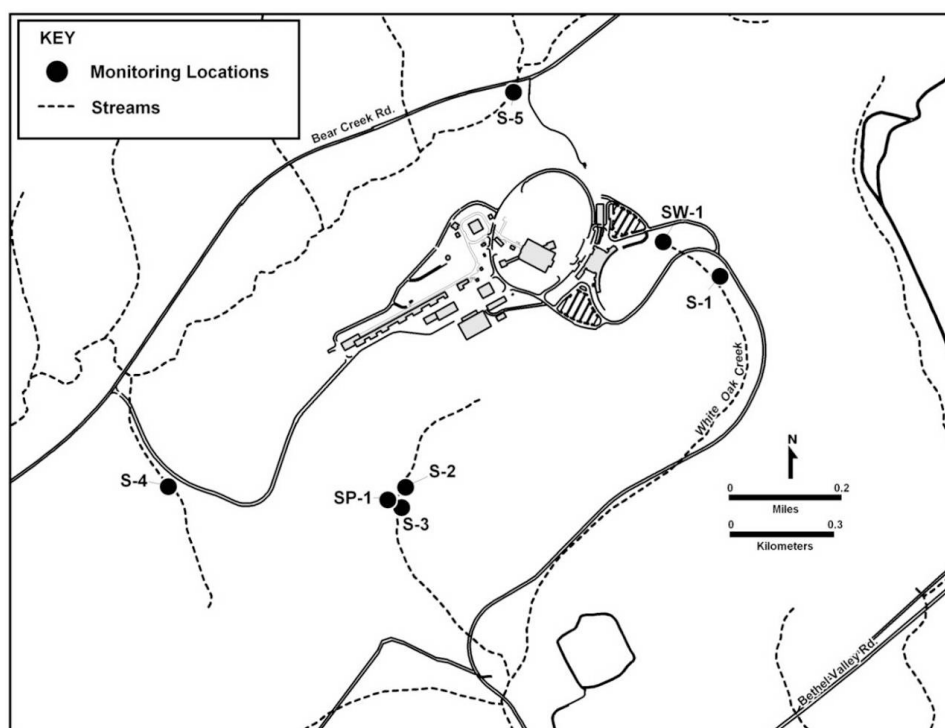 KEY
Monitoring Locations
Streams
Bear Creek Rd.
S-5
SW-1
S-1
White Oak Creek
S-4
S-2
SP-1
S-3
N
0 0.2
Miles
0 0.3
Kilometers
Bethel Valley Rd.